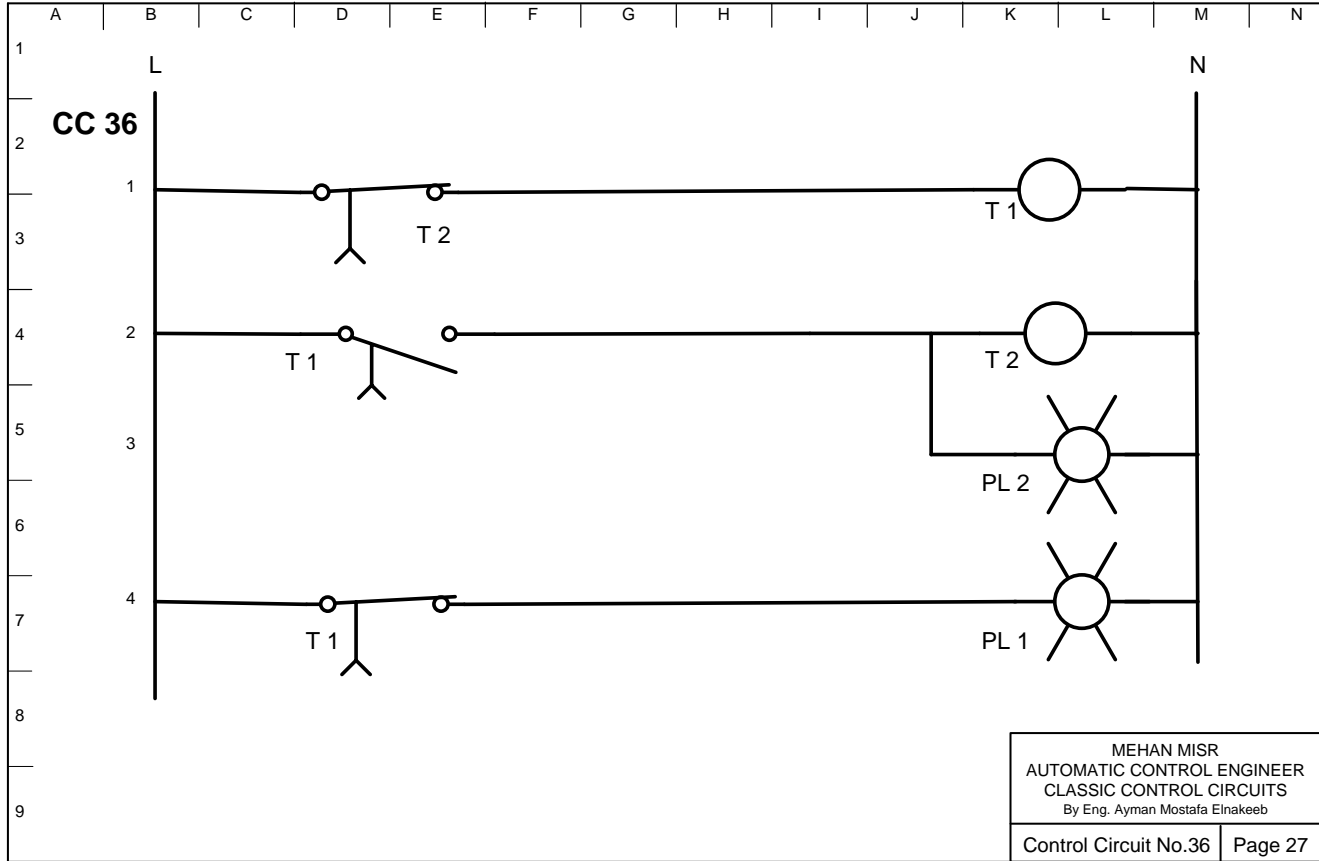 A B C D E F G H I J K L M N
1
L N
CC 36
2
1
T 2 T 1
3
2
4
T 1 T 2
5
3
PL 2
6
4
7
T 1 PL 1
8
MEHAN MISR
AUTOMATIC CONTROL ENGINEER
CLASSIC CONTROL CIRCUITS
By Eng. Ayman Mostafa Elnakeeb
9
Control Circuit No.36 Page 27